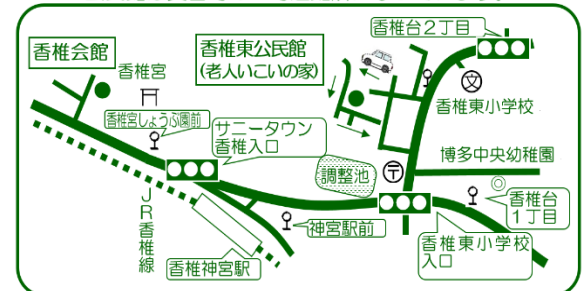 香椎会館
香椎宮
香椎東公民館
(老人いこいの家)
香椎台2丁目
文
香椎東小学校
香椎宮しょうぶ園前
サニータウン
香椎入口
調整池
〒
博多中央幼稚園
香椎台
1丁目
JR香椎線
神宮駅前
香椎神宮駅
香椎東小学校
入口